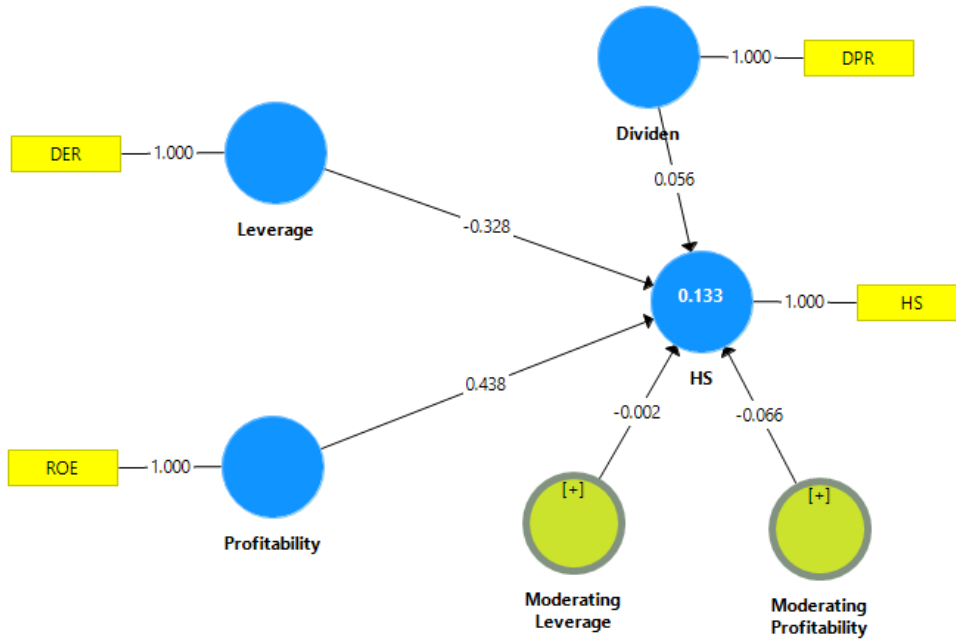 1.000
DPR
Dividen
DER
1.000
Leverage
0.056
-0.328
0.133
1.000
HS
HS
0.438
-0.002
-0.066
ROE
1.000
Profitability
[+]
[+]
Moderating
Leverage
Moderating
Profitability